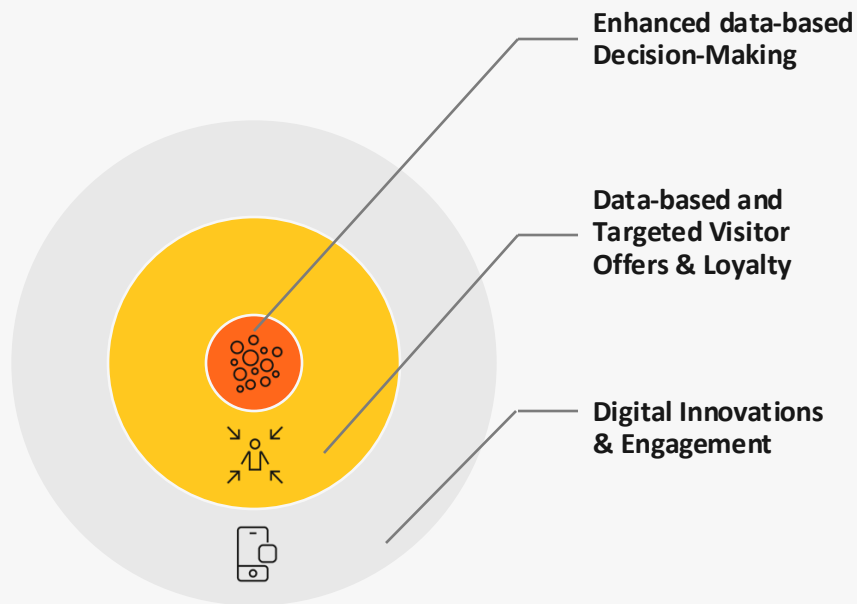 Enhanced data-based
Decision-Making
Data-based and
Targeted Visitor
Offers & Loyalty
Digital Innovations
& Engagement